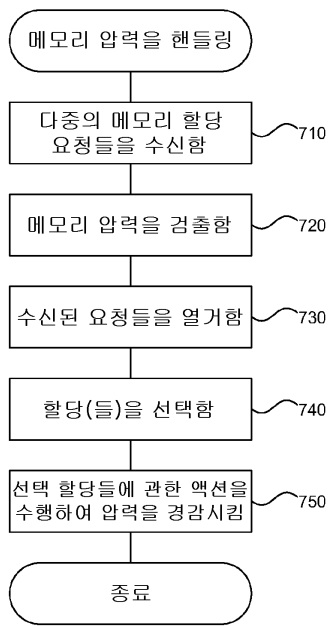 메모리 압력을 핸들링
다중의 메모리 할당
요청들을 수신함
710
메모리 압력을 검출함
720
수신된 요청들을 열거함
730
할당(들)을 선택함
740
선택 할당들에 관한 액션을
수행하여 압력을 경감시킴
750
종료